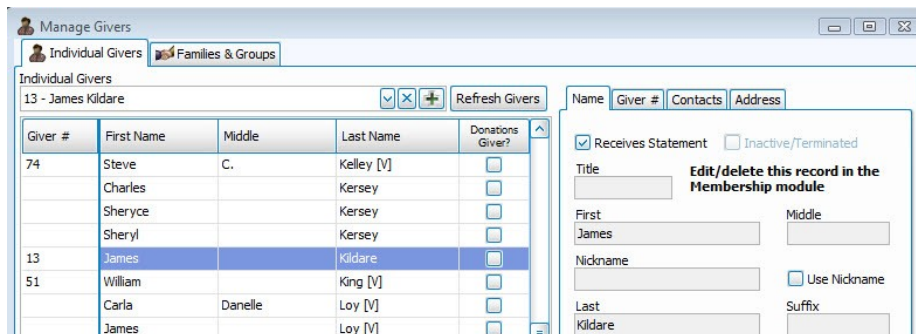 Manage Givers
Individual Givers Families & Groups
Individual Givers
13 - James Kildare Refresh Givers
Giver # First Name Middle Last Name Donations Giver?
74 Steve C. Kelley [V]
Charles Kersey
Sheryce Kersey
Sheryl Kersey
13 James Kildare
51 William King [V]
Carla Danelle Loy [V]
James Loy [V]
Name Giver # Contacts Address
Receives Statement Inactive/Terminated
Title Edit/delete this record in the
Membership module
First Middle
James
Nickname
Use Nickname
Last Suffix
Kildare